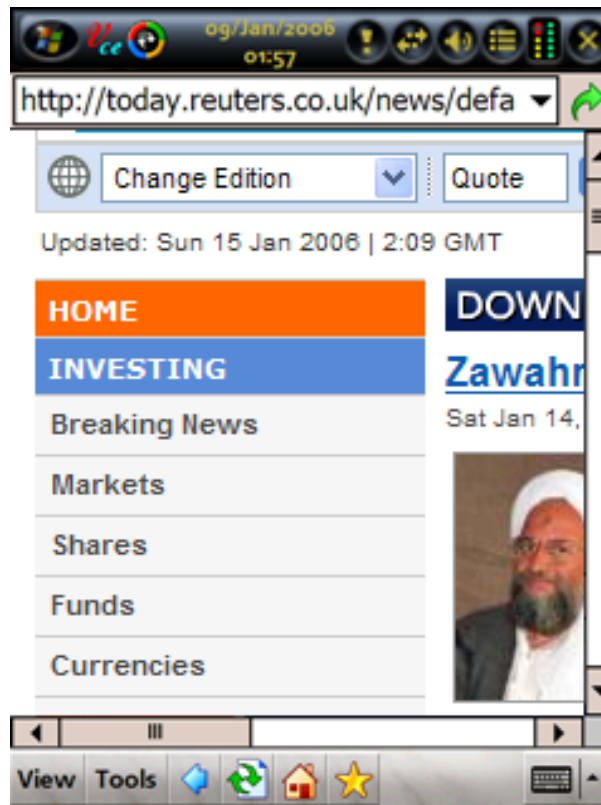 Uce
09/Jan/2006
01:57
http://today.reuters.co.uk/news/defa
Change Edition
Quote
Updated: Sun 15 Jan 2006 | 2:09 GMT
HOME
DOWN
INVESTING
Zawahr
Breaking News
Sat Jan 14,
Markets
Shares
Funds
Currencies
View Tools